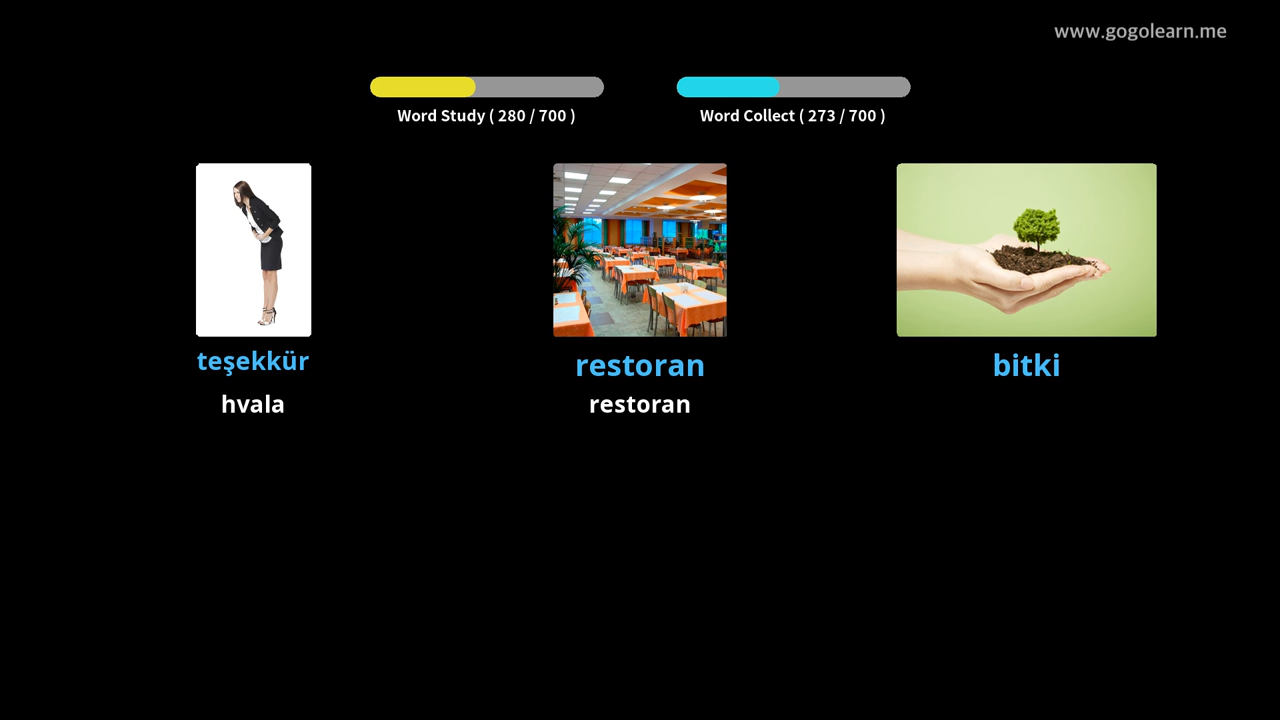 www.gogolearn.me
Word Study ( 280 / 700 )
Word Collect ( 273 / 700 )
teşekkür
restoran
bitki
hvala
restoran